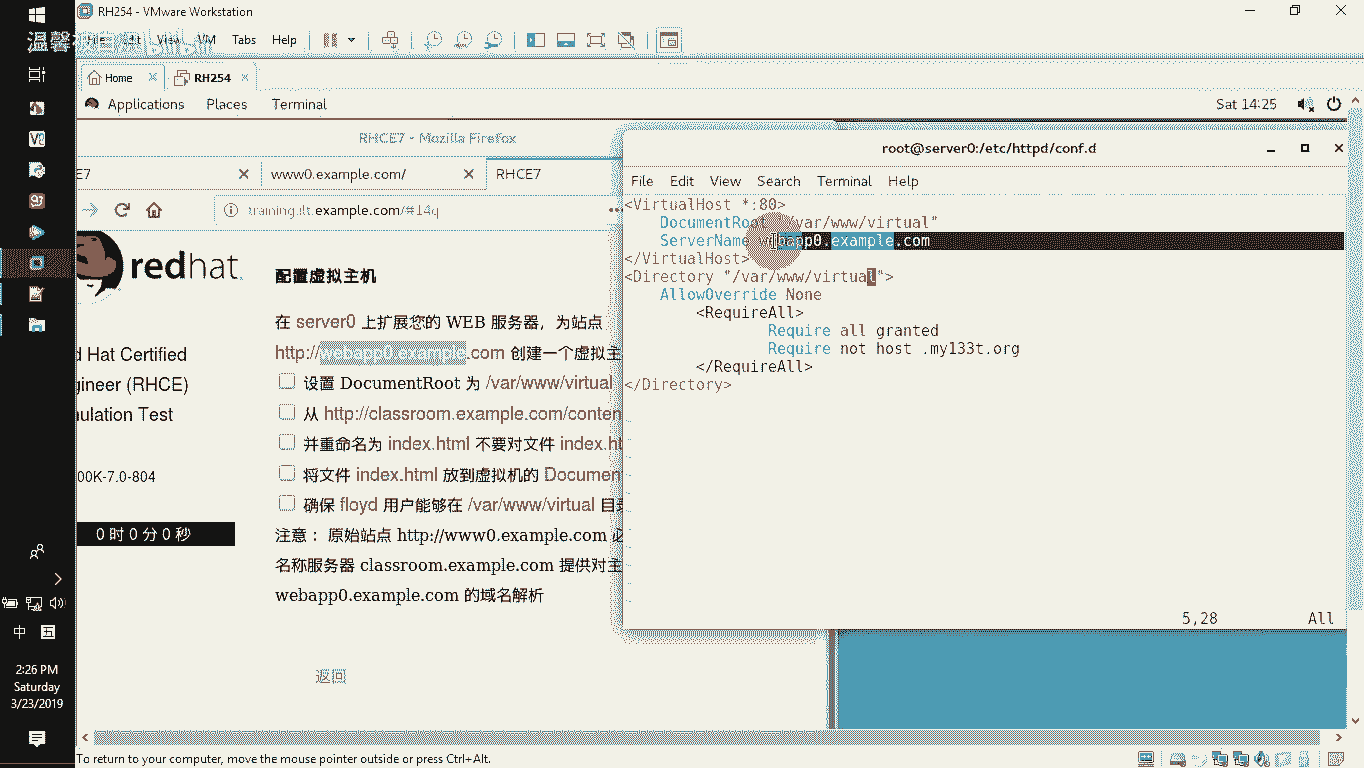 RH254 - VMware Workstation
VM Tabs Help
Home
RH254
Applications Places Terminal
Sat 14:25
RHCE7 - Mozilla Firefox
E7
www0.example.com/
RHCE7
training.ilt.example.com/#14q
redhat.
d Hat Certified
gineer (RHCE)
nulation Test
00K-7.0-804
0 时 0 分 0 秒
配置虚拟主机
在 server0 上扩展您的 WEB 服务器，为站点
http://webapp0.example.com 创建一个虚拟主
设置 DocumentRoot 为 /var/www/virtual
从 http://classroom.example.com/conten
并重命名为 index.html 不要对文件 index.ht
将文件 index.html 放到虚拟机的 Documen
确保 floyd 用户能够在 /var/www/virtual 目录
注意： 原始站点 http://www0.example.com 必
名称服务器 classroom.example.com 提供对主
webapp0.example.com 的域名解析
返回
root@server0:/etc/httpd/conf.d
File Edit View Search Terminal Help
<VirtualHost *:80>
DocumentRoot "/var/www/virtual"
ServerName webapp0.example.com
</VirtualHost>
<Directory "/var/www/virtual">
AllowOverride None
<RequireAll>
Require all granted
Require not host .my133t.org
</RequireAll>
</Directory>
~
~
~
~
~
~
~
~
~
~
~
5,28 All
中
五
2:26 PM
Saturday
3/23/2019
To return to your computer, move the mouse pointer outside or press Ctrl+Alt.